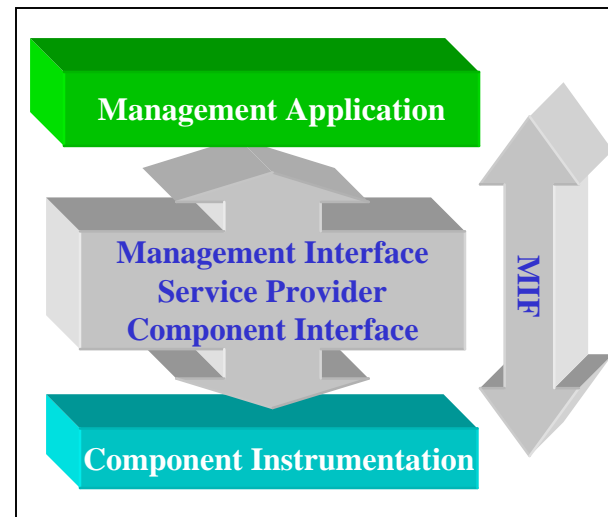 Management Application
Management Interface
Service Provider
Component Interface
MIF
Component Instrumentation